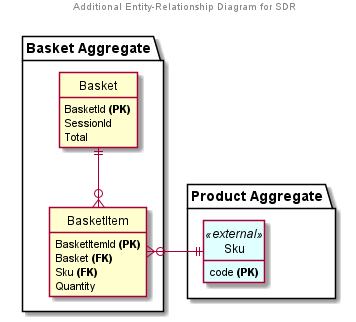 Additional Entity-Relationship Diagram for SDR
Basket Aggregate
Basket
BasketId (PK)
SessionId
Total
BasketItem
BasketItemId (PK)
Basket (FK)
Sku (FK)
Quantity
Product Aggregate
«external»
Sku
code (PK)